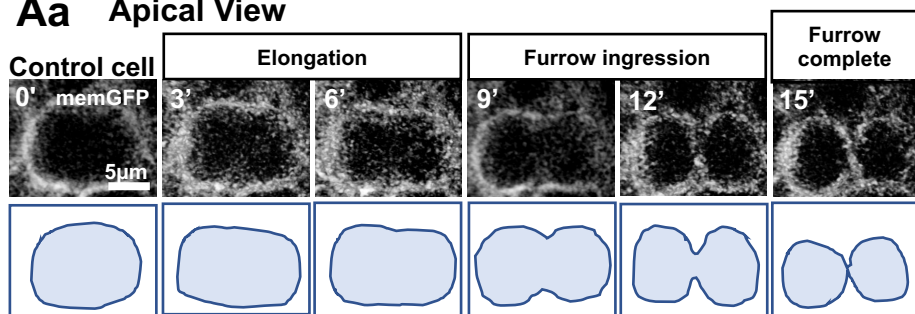 Aa Apical View
Control cell
Elongation
Furrow ingression
Furrow
complete
0' memGFP
5µm
3’
6’
9’
12’
15’